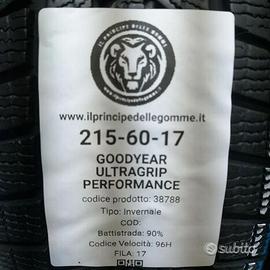 IL PRINCIPE DELLE GOMME
www.ilprincipedellegomme.it
215-60-17
GOODYEAR
ULTRAGRIP
PERFORMANCE
codice prodotto: 38788
Tipo: Invernale
COD:
Battistrada: 90%
Codice Velocità: 96H
FILA: 17
subito